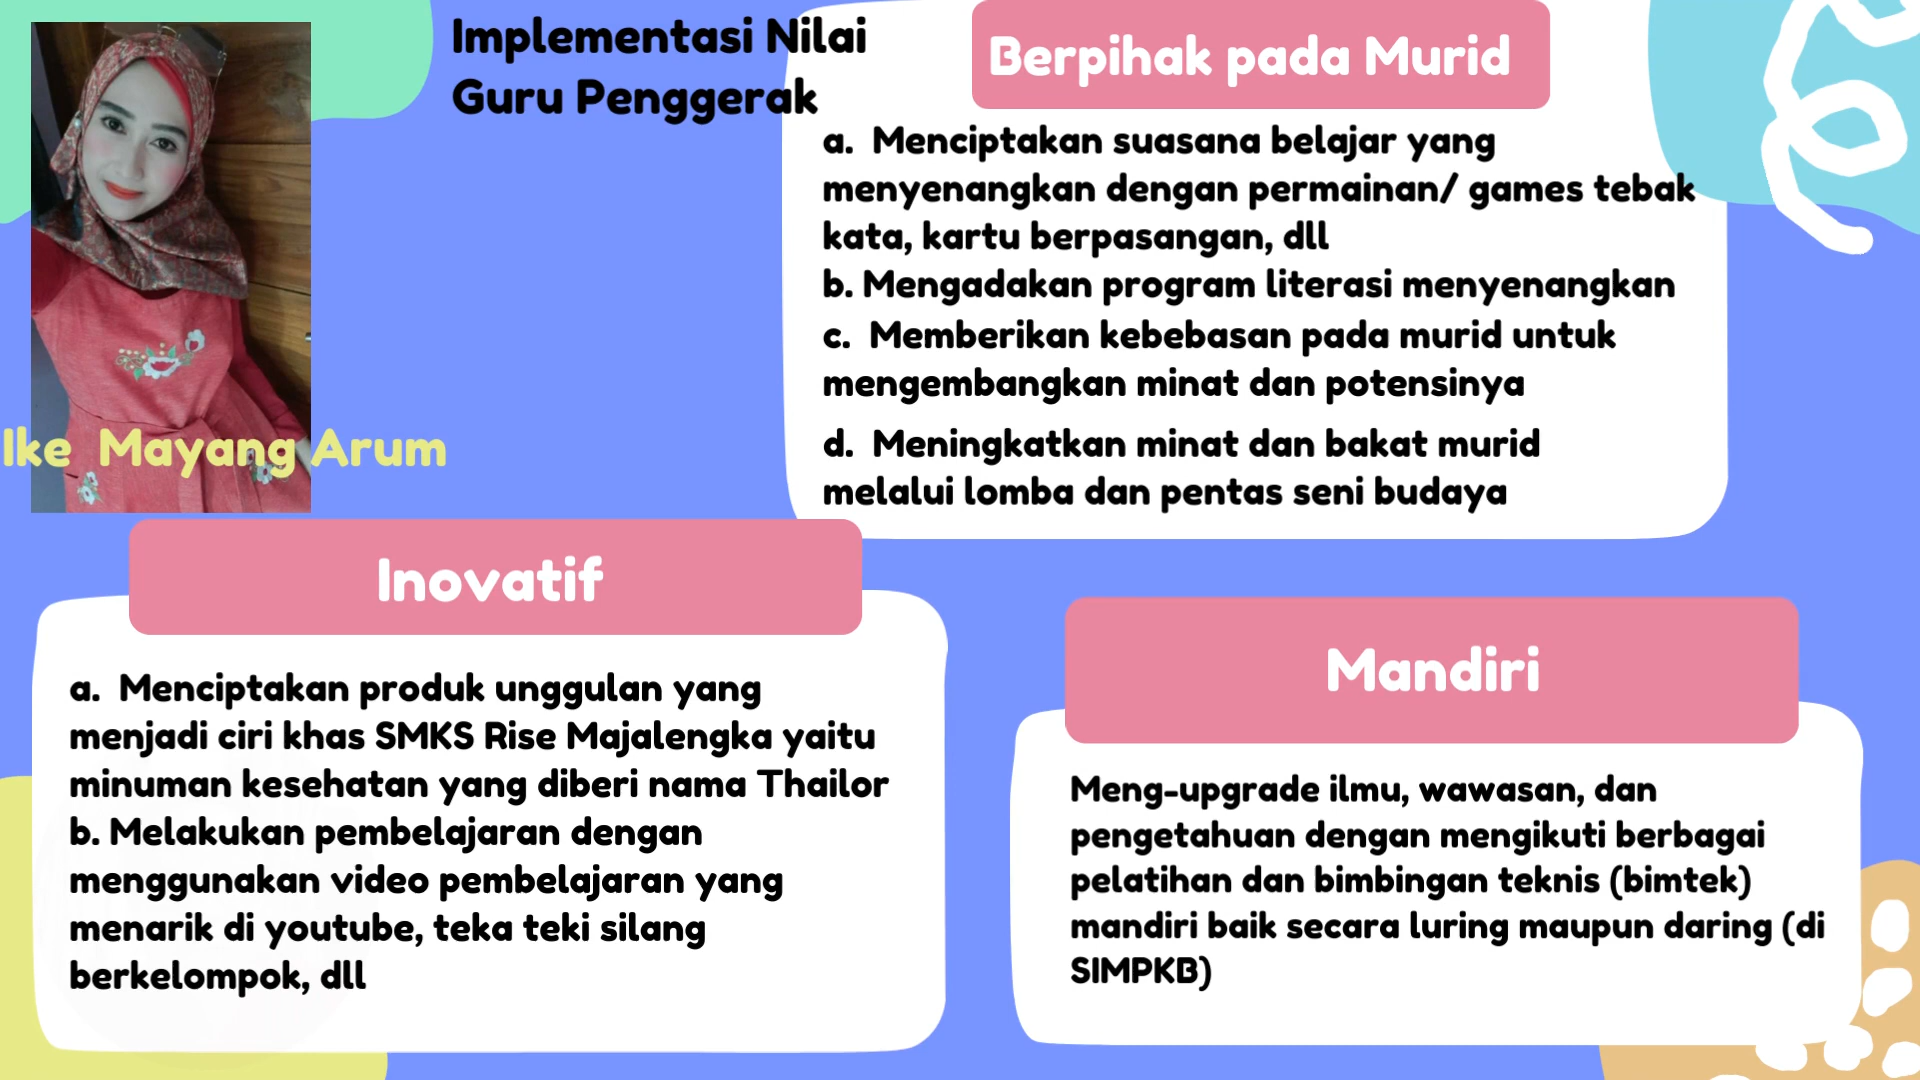 Implementasi Nilai
Guru Penggerak
Ike Mayang Arum
Berpihak pada Murid
a. Menciptakan suasana belajar yang
menyenangkan dengan permainan/ games tebak
kata, kartu berpasangan, dll
b. Mengadakan program literasi menyenangkan
c. Memberikan kebebasan pada murid untuk
mengembangkan minat dan potensinya
d. Meningkatkan minat dan bakat murid
melalui lomba dan pentas seni budaya
Inovatif
a. Menciptakan produk unggulan yang
menjadi ciri khas SMKS Rise Majalengka yaitu
minuman kesehatan yang diberi nama Thailor
b. Melakukan pembelajaran dengan
menggunakan video pembelajaran yang
menarik di youtube, teka teki silang
berkelompok, dll
Mandiri
Meng-upgrade ilmu, wawasan, dan
pengetahuan dengan mengikuti berbagai
pelatihan dan bimbingan teknis (bimtek)
mandiri baik secara luring maupun daring (di
SIMPKB)